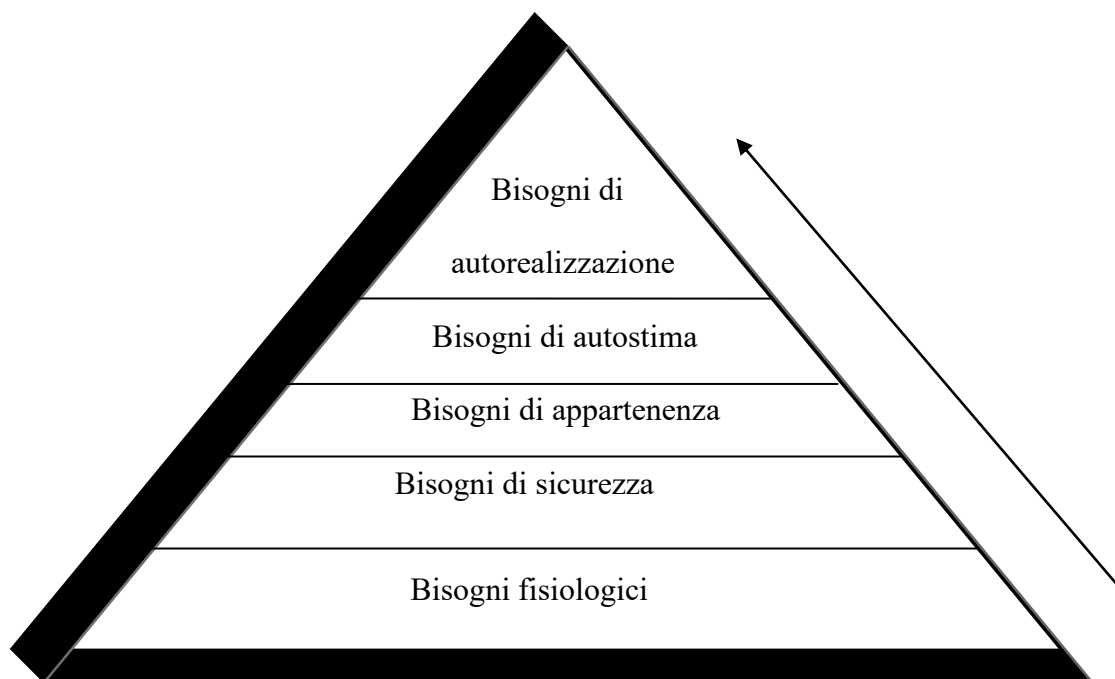 Bisogni di
autorealizzazione
Bisogni di autostima
Bisogni di appartenenza
Bisogni di sicurezza
Bisogni fisiologici